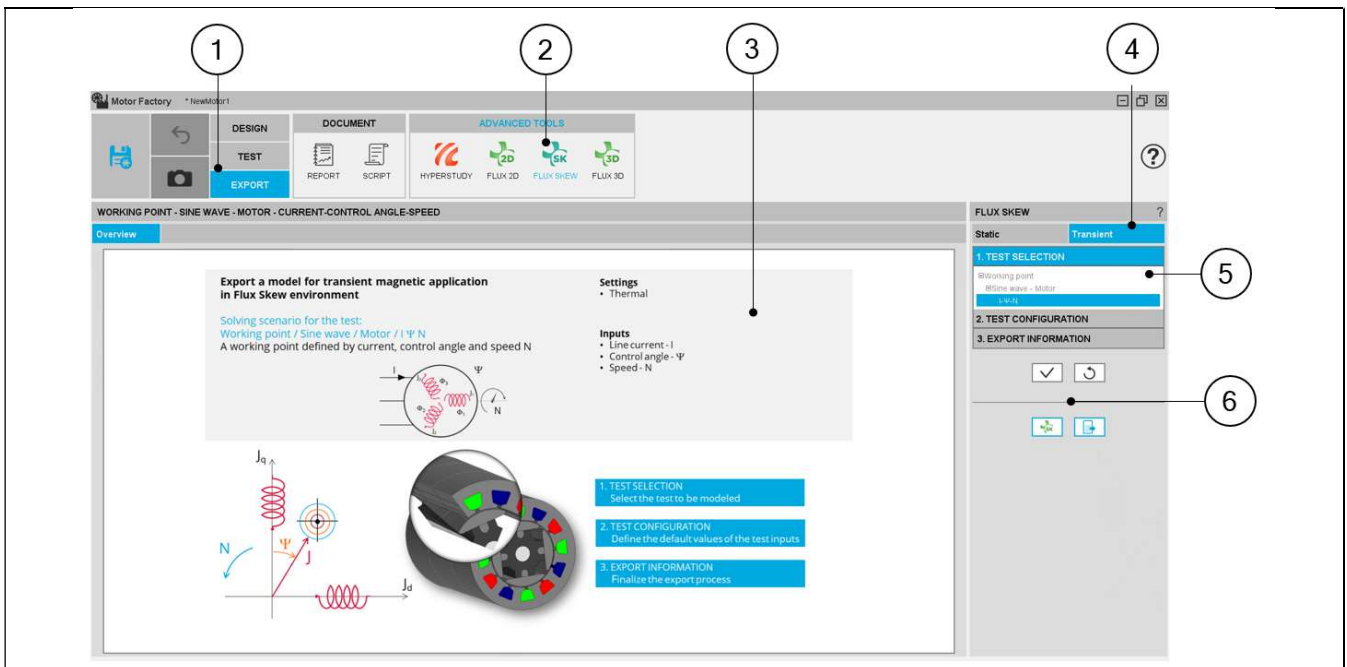 1
2
3
4
Motor Factory * NewMotor1
DESIGN
TEST
EXPORT
DOCUMENT
REPORT
SCRIPT
ADVANCED TOOLS
2D
SK
3D
HYPERSTUDY
FLUX 2D
FLUX SKEW
FLUX 3D
?
WORKING POINT - SINE WAVE - MOTOR - CURRENT-CONTROL ANGLE-SPEED
Overview
Export a model for transient magnetic application
in Flux Skew environment
Solving scenario for the test:
Working point / Sine wave / Motor / I Ψ N
A working point defined by current, control angle and speed N
Settings
• Thermal
Inputs
• Line current - I
• Control angle - Ψ
• Speed - N
I
Ψ
N
Φ3
Φ2
Φ1
Jq
N
Ψ
J
Jd
1. TEST SELECTION
Select the test to be modeled
2. TEST CONFIGURATION
Define the default values of the test inputs
3. EXPORT INFORMATION
Finalize the export process
FLUX SKEW ?
Static
Transient
1. TEST SELECTION
Working point
Sine wave - Motor
I-Ψ-N
2. TEST CONFIGURATION
3. EXPORT INFORMATION
5
6